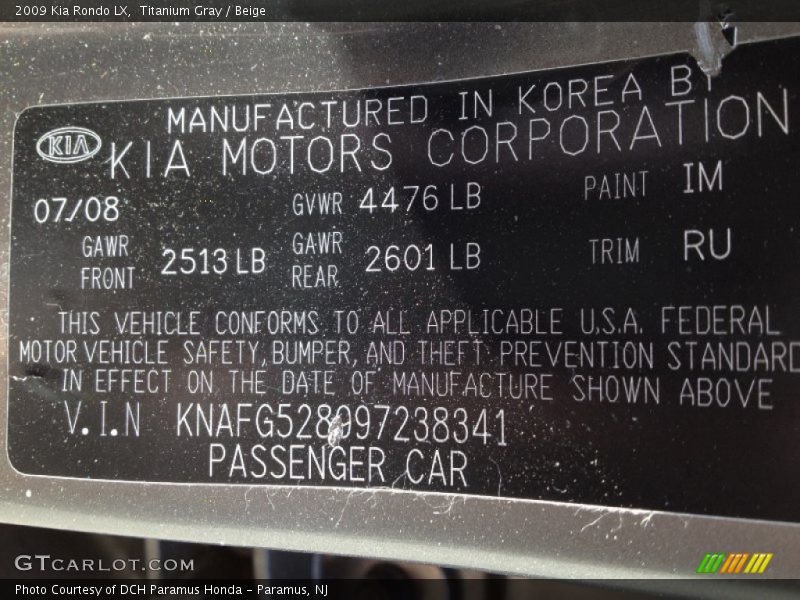 2009 Kia Rondo LX, Titanium Gray / Beige
MANUFACTURED IN KOREA BY
KIA KIA MOTORS CORPORATION
07/08 GVWR 4476 LB PAINT IM
GAWR FRONT 2513 LB GAWR REAR 2601 LB TRIM RU
THIS VEHICLE CONFORMS TO ALL APPLICABLE U.S.A. FEDERAL
MOTOR VEHICLE SAFETY, BUMPER, AND THEFT PREVENTION STANDARD
IN EFFECT ON THE DATE OF MANUFACTURE SHOWN ABOVE
V.I.N KNAFG528097238341
PASSENGER CAR
GTCARLOT.COM
Photo Courtesy of DCH Paramus Honda - Paramus, NJ